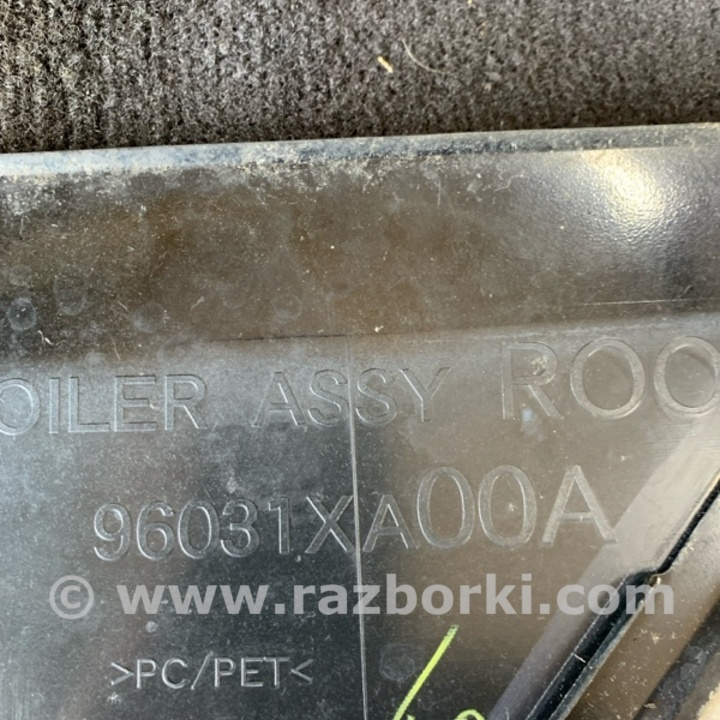 OILER ASSY ROO
96031XA00A
© www.razborki.com
>PC/PET<